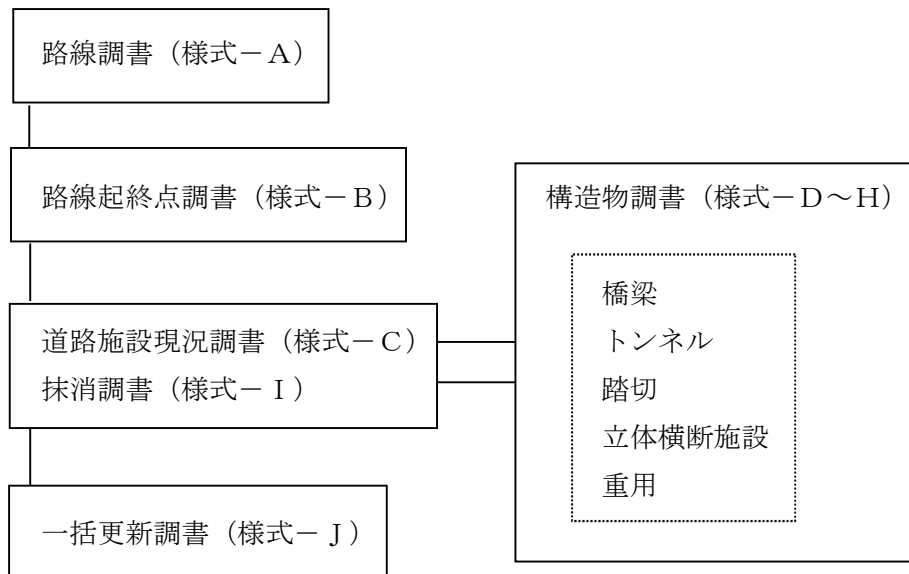 路線調書（様式－Ａ）
路線起終点調書（様式－Ｂ）
道路施設現況調書（様式－Ｃ）
抹消調書（様式－Ｉ）
一括更新調書（様式－Ｊ）
構造物調書（様式－Ｄ～Ｈ）
橋梁
トンネル
踏切
立体横断施設
重用